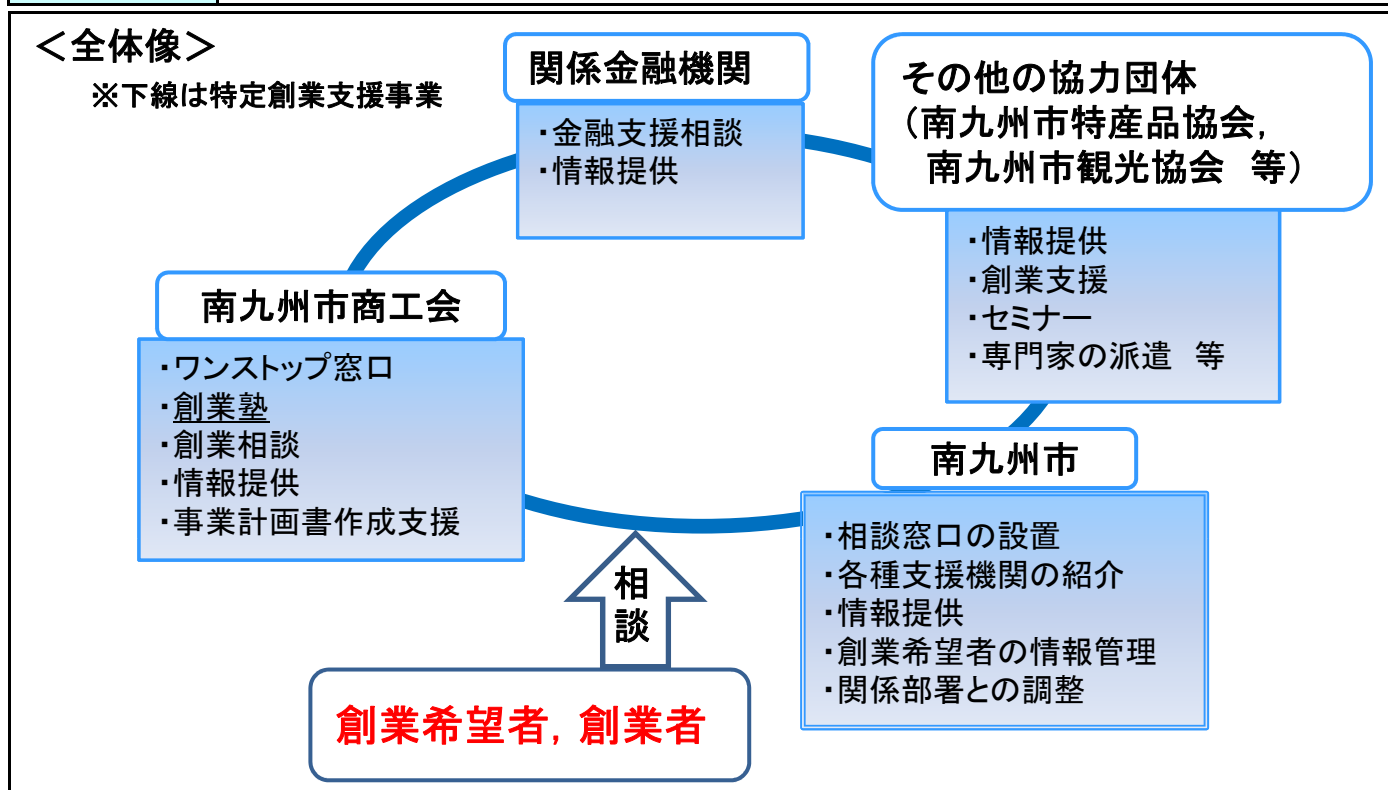 ＜全体像＞
※下線は特定創業支援事業
関係金融機関
・金融支援相談
・情報提供
その他の協力団体
（南九州市特産品協会，
南九州市観光協会　等）
・情報提供
・創業支援
・セミナー
・専門家の派遣　等
南九州市商工会
・ワンストップ窓口
・創業塾
・創業相談
・情報提供
・事業計画書作成支援
南九州市
・相談窓口の設置
・各種支援機関の紹介
・情報提供
・創業希望者の情報管理
・関係部署との調整
相
談
創業希望者，創業者